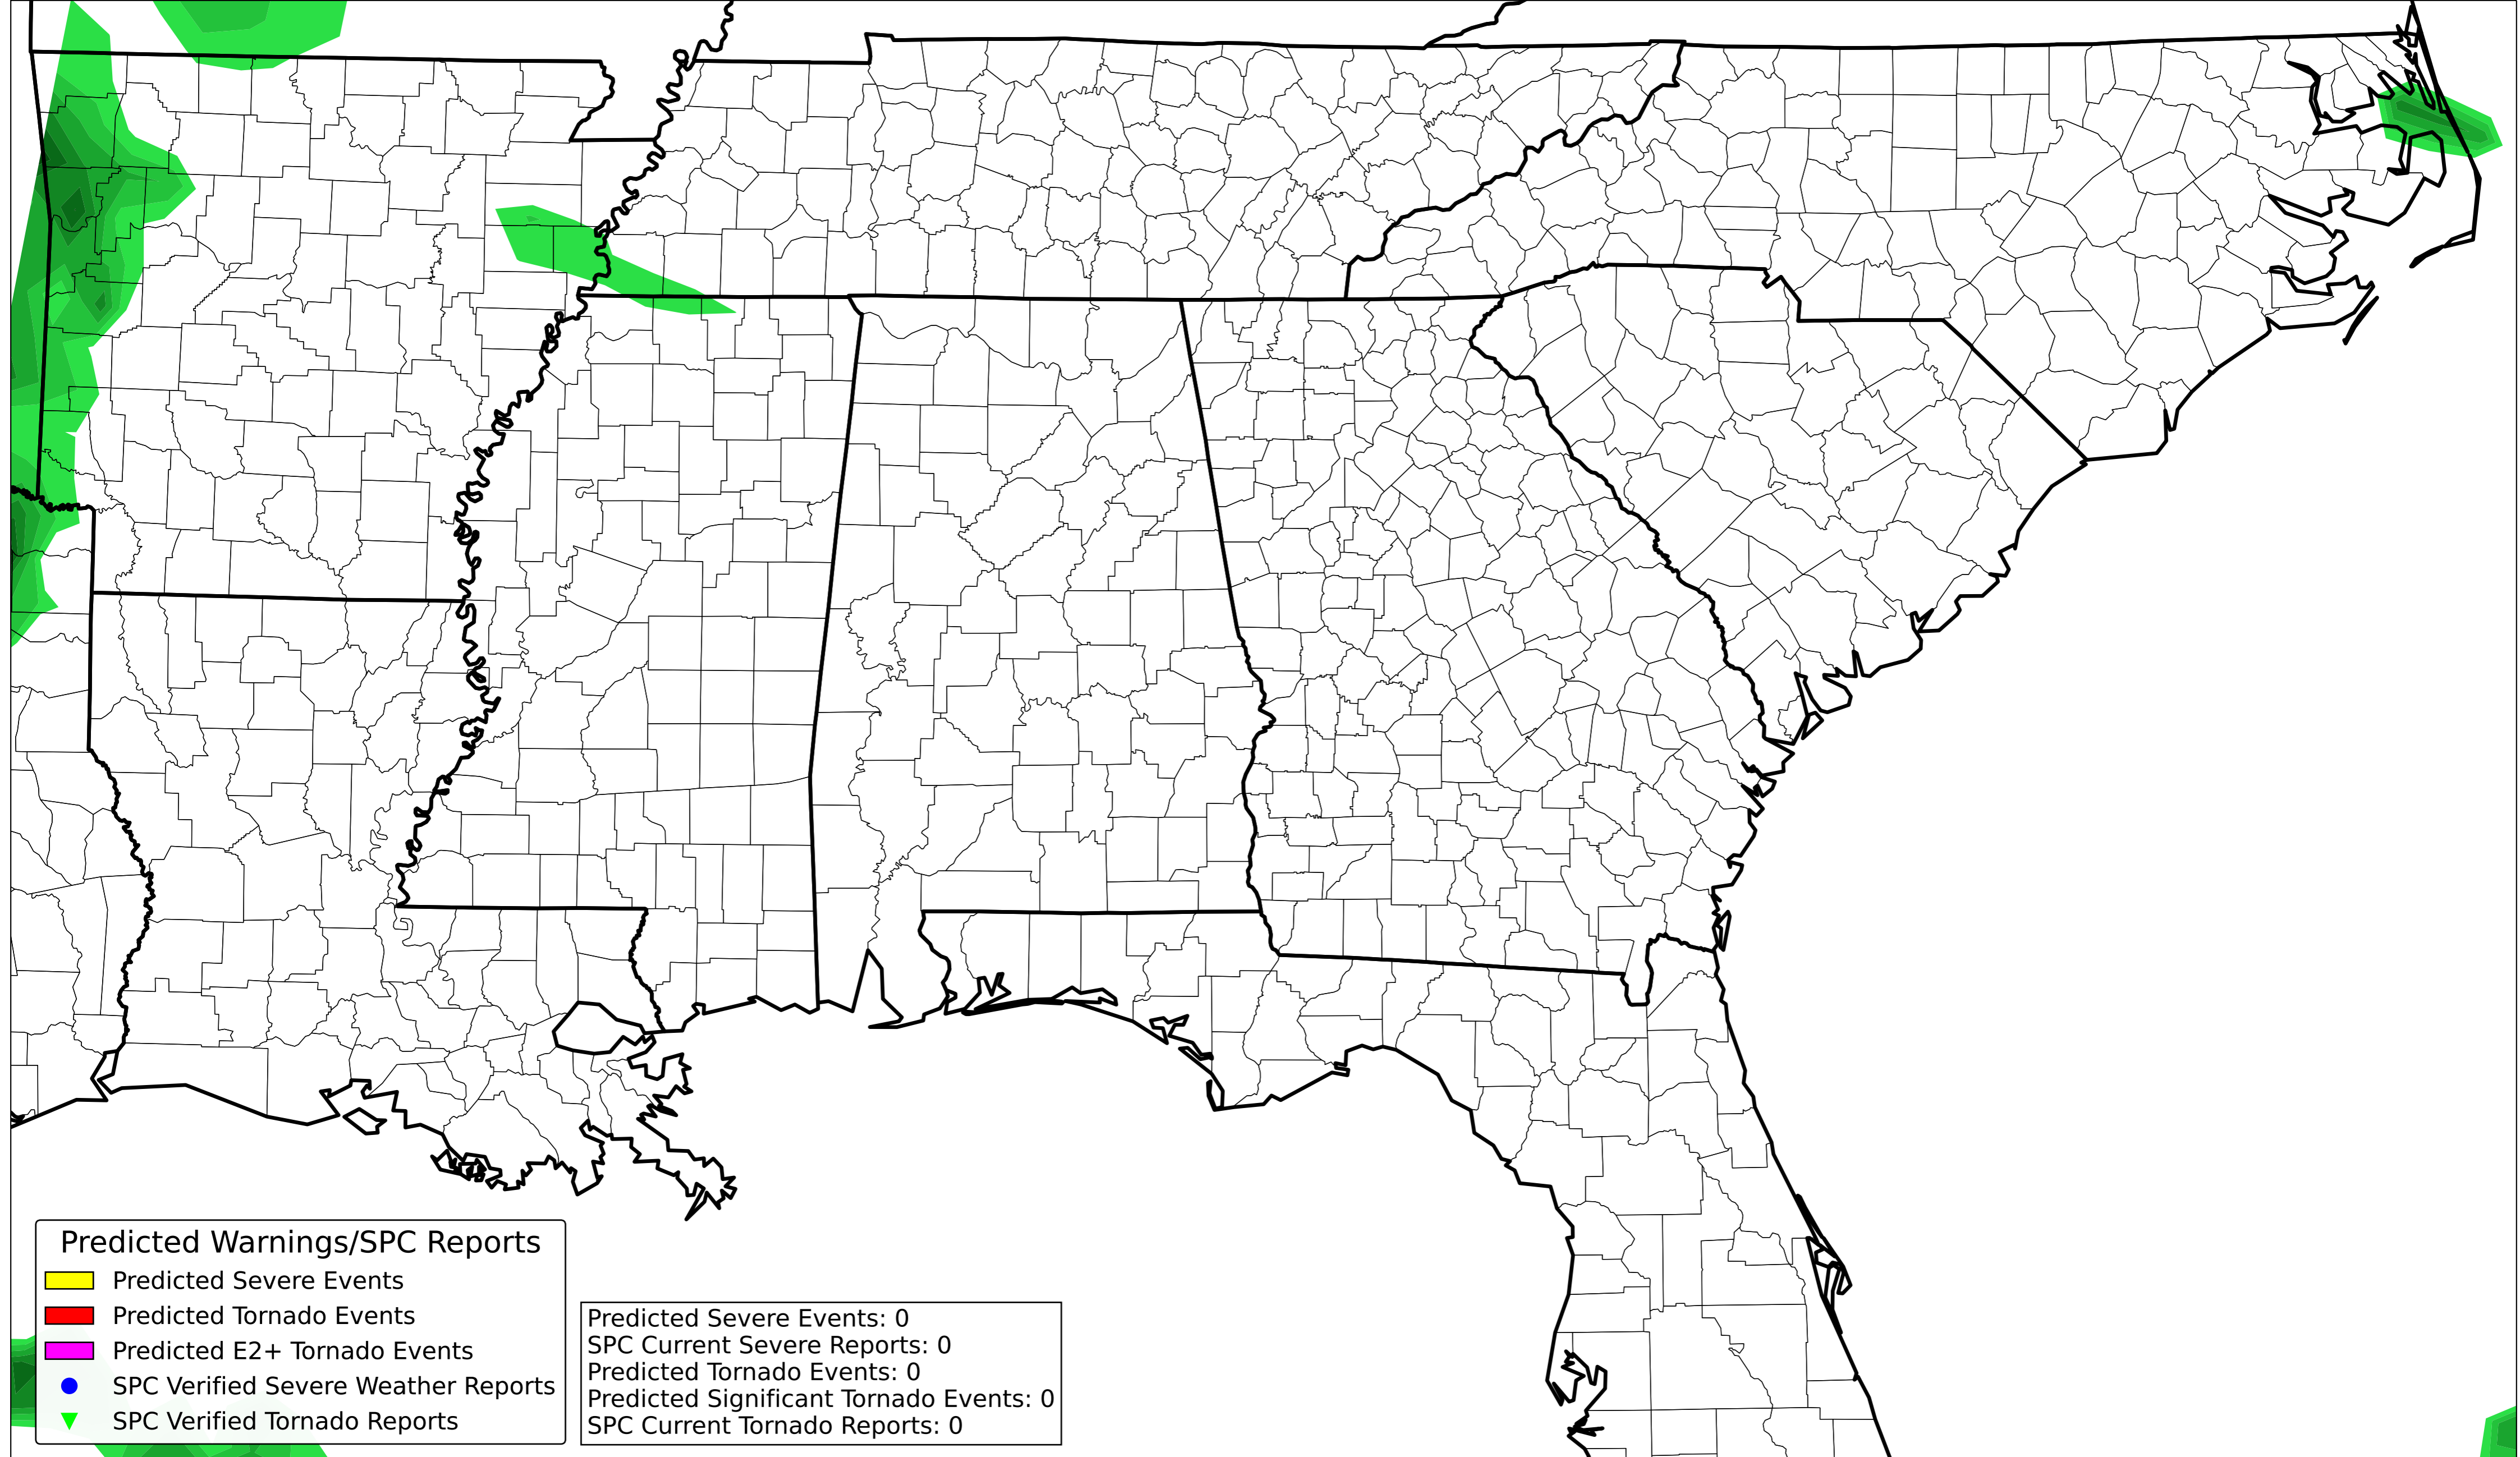 Predicted Warnings/SPC Reports
Predicted Severe Events
Predicted Tornado Events
Predicted E2+ Tornado Events
SPC Verified Severe Weather Reports
SPC Verified Tornado Reports
Predicted Severe Events: 0
SPC Current Severe Reports: 0
Predicted Tornado Events: 0
Predicted Significant Tornado Events: 0
SPC Current Tornado Reports: 0